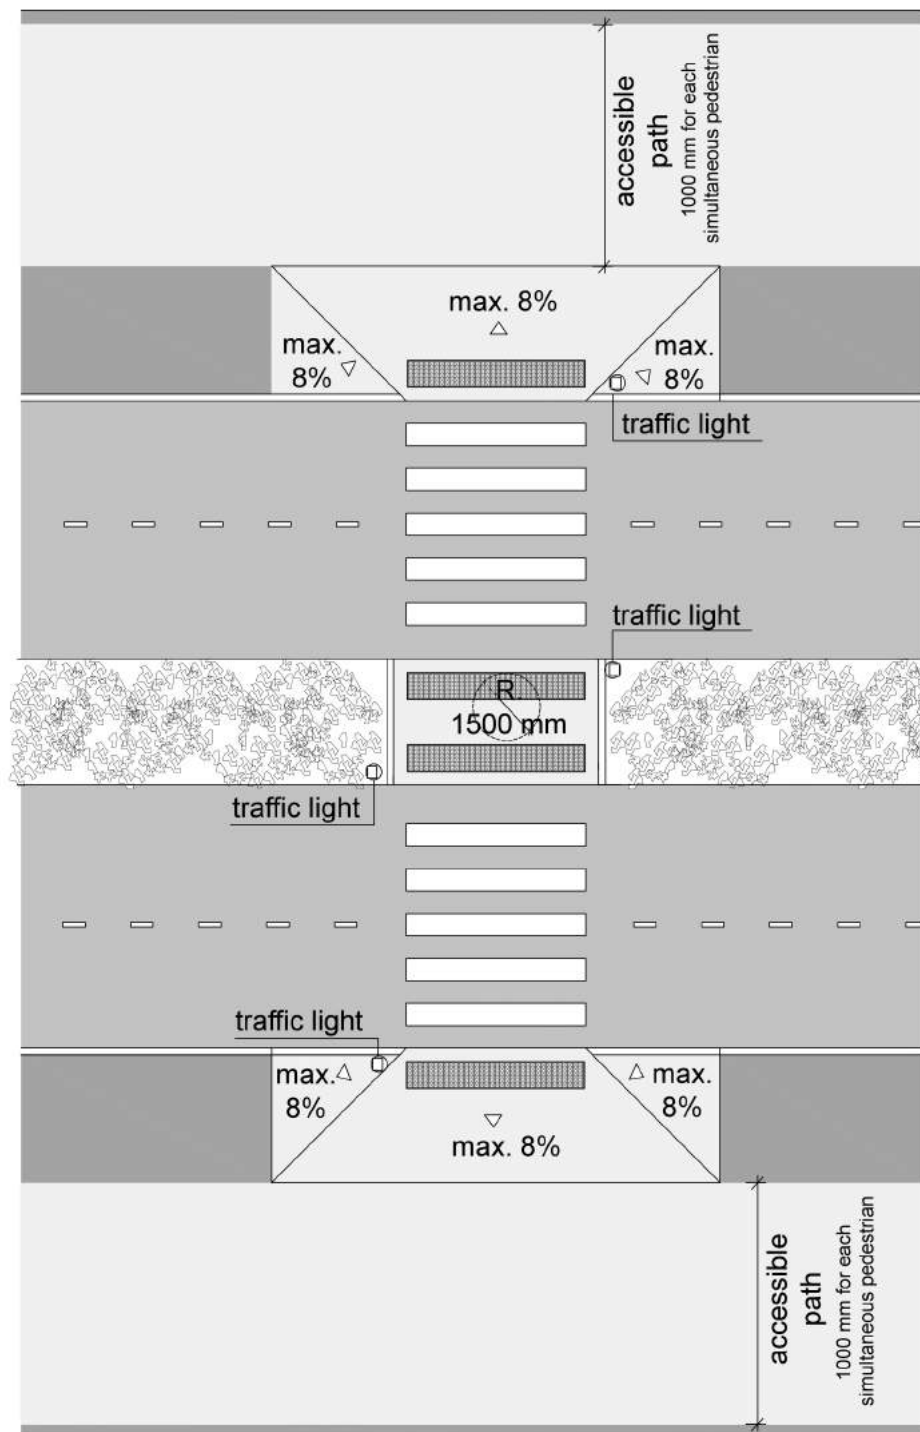 accessible
path
1000 mm for each
simultaneous pedestrian
max. 8%
max.
8%
max.
8%
traffic light
traffic light
R.
1500 mm
traffic light
traffic light
max.
8%
max.
8%
max. 8%
accessible
path
1000 mm for each
simultaneous pedestrian